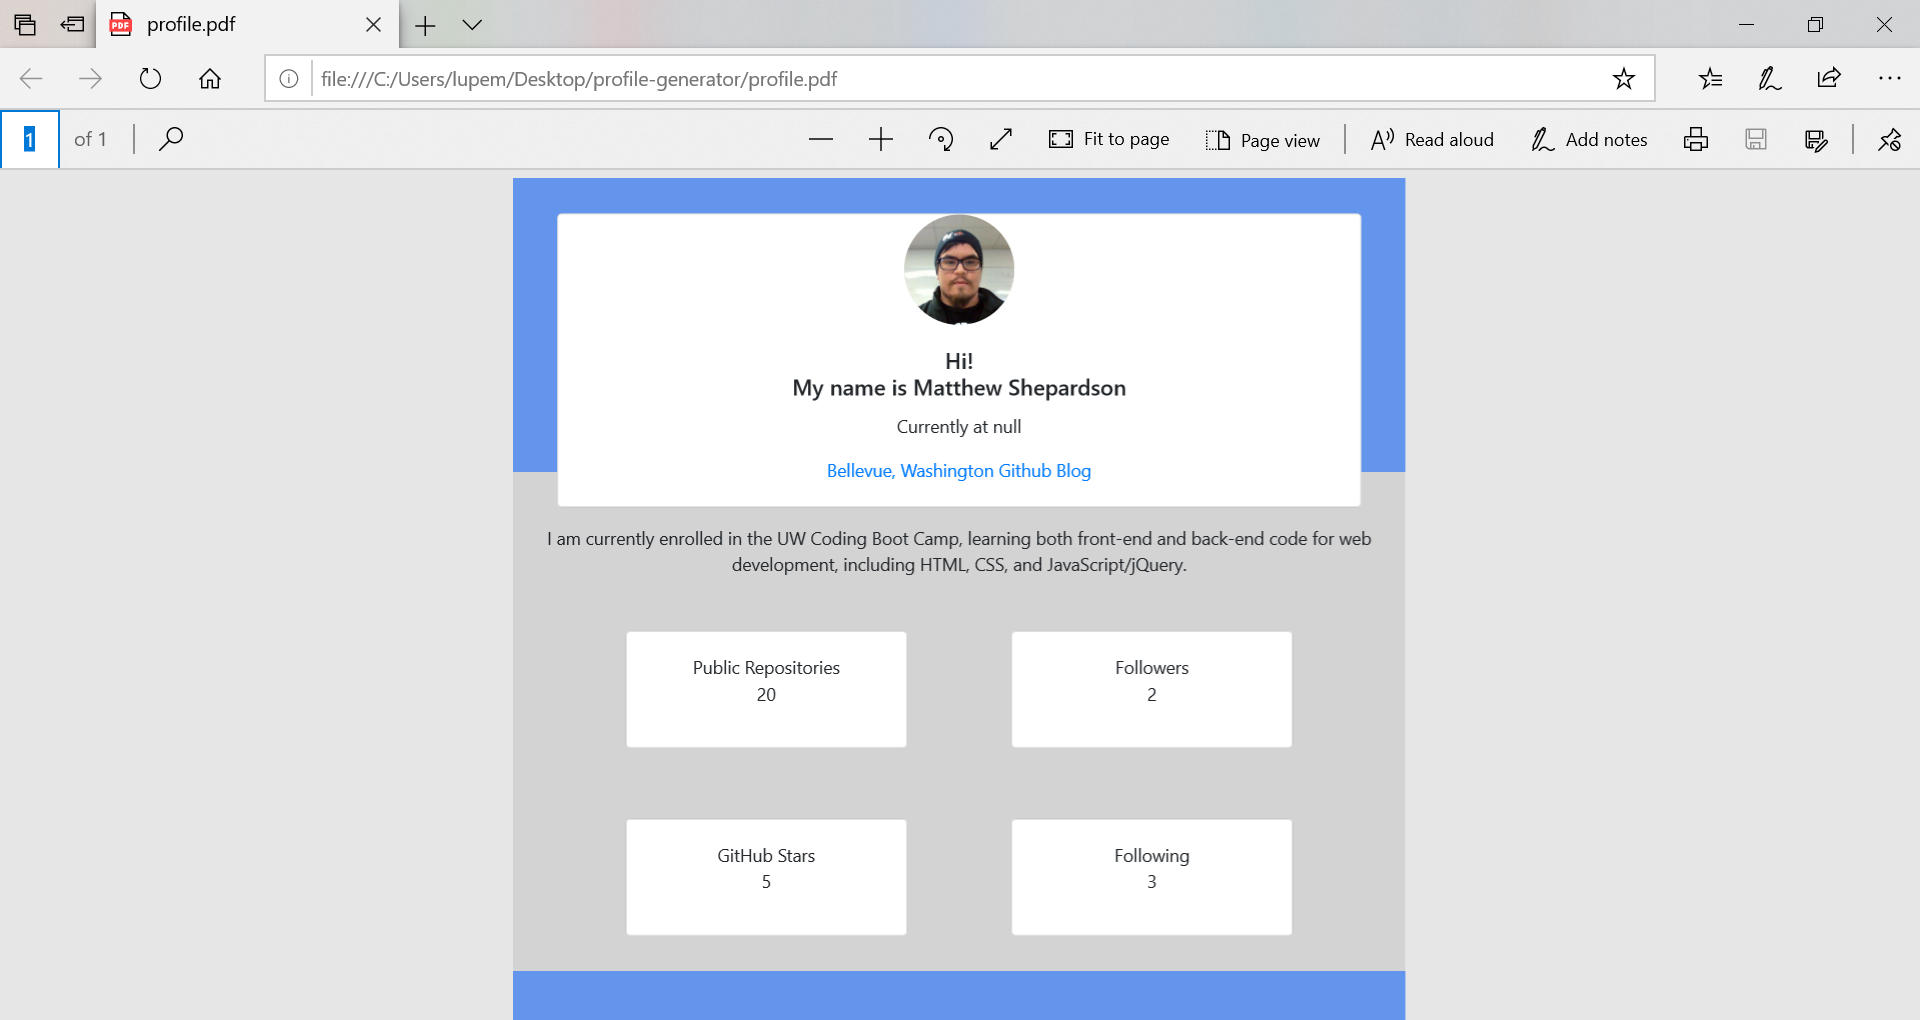 profile.pdf
file:///C:/Users/lupem/Desktop/profile-generator/profile.pdf
1 of 1
Fit to page
Page view
Read aloud
Add notes
Hi!
My name is Matthew Shepardson
Currently at null
Bellevue, Washington Github Blog
I am currently enrolled in the UW Coding Boot Camp, learning both front-end and back-end code for web
development, including HTML, CSS, and JavaScript/jQuery.
Public Repositories
20
Followers
2
GitHub Stars
5
Following
3